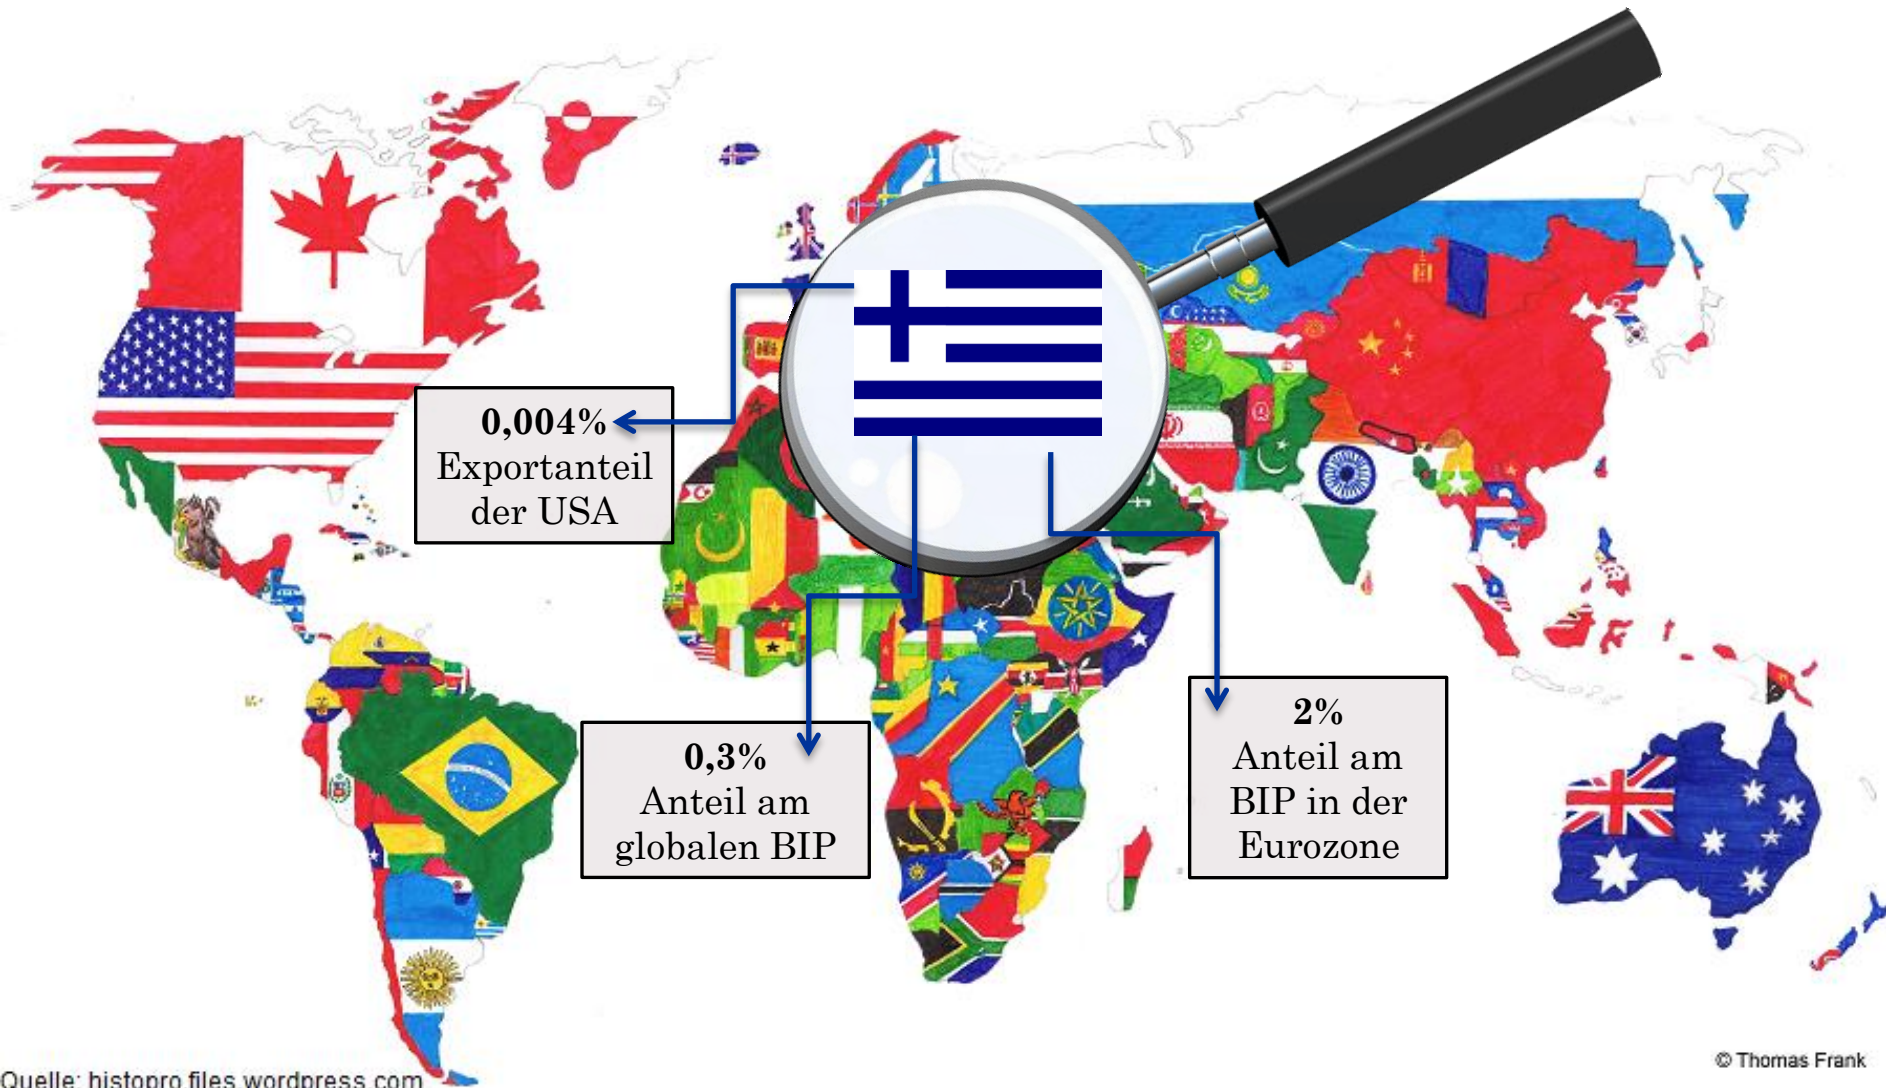 0,004%
Exportanteil
der USA
0,3%
Anteil am
globalen BIP
2%
Anteil am
BIP in der
Eurozone
© Thomas Frank
Quelle: histopro.files.wordpress.com